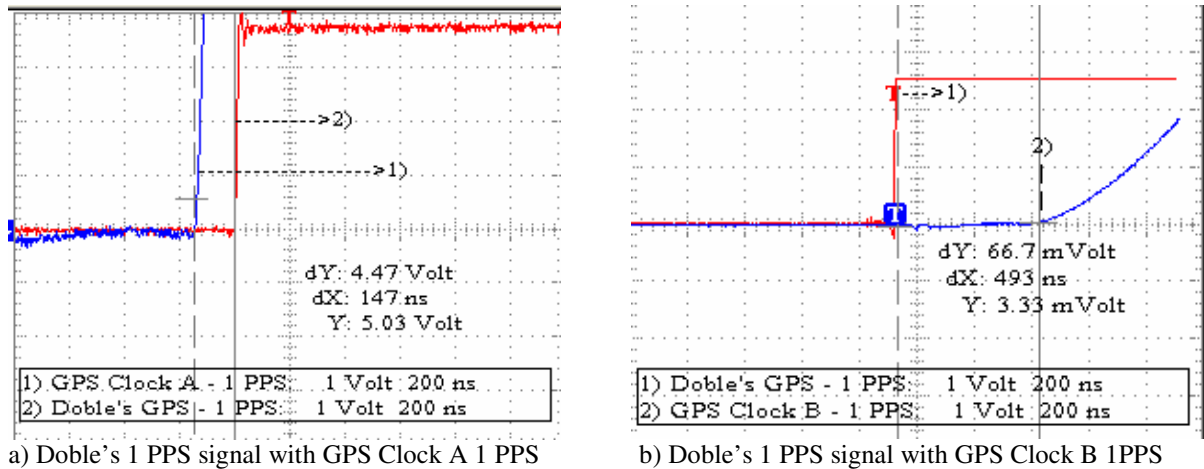 T
------------>2)
-------------------->1)
dY: 4.47 Volt
dX: 147 ns
Y: 5.03 Volt
1) GPS Clock A - 1 PPS: 1 Volt 200 ns
2) Doble's GPS - 1 PPS: 1 Volt 200 ns
a) Doble's 1 PPS signal with GPS Clock A 1 PPS
T--->1)
2)
T
dY: 66.7 mVolt
dX: 493 ns
Y: 3.33 mVolt
1) Doble's GPS - 1 PPS: 1 Volt 200 ns
2) GPS Clock B - 1 PPS: 1 Volt 200 ns
b) Doble's 1 PPS signal with GPS Clock B 1PPS